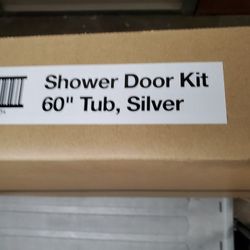 Shower Door Kit
60" Tub, Silver